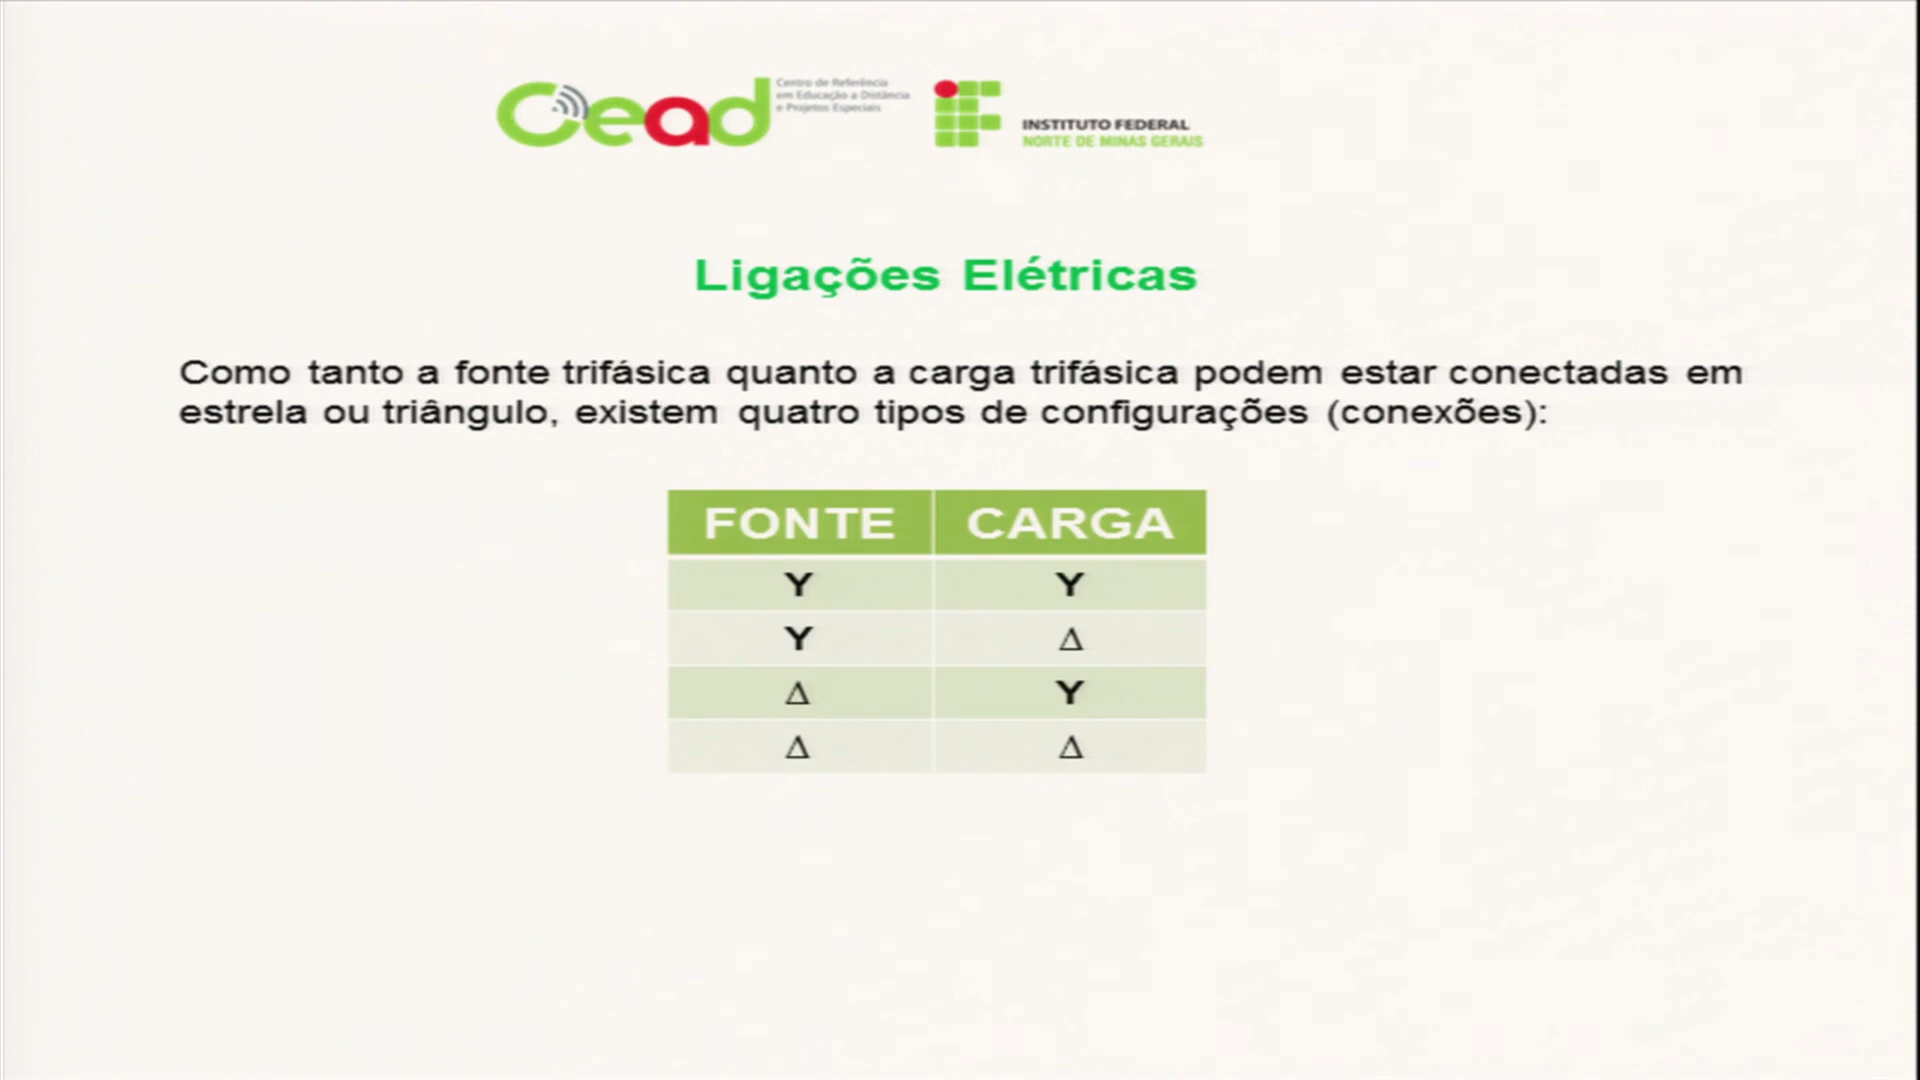 Cead
Centro de Referência
em Educação a Distância
e Projetos Especiais
INSTITUTO FEDERAL
NORTE DE MINAS GERAIS
Ligações Elétricas
Como tanto a fonte trifásica quanto a carga trifásica podem estar conectadas em
estrela ou triângulo, existem quatro tipos de configurações (conexões):
FONTE CARGA
Y Y
Y Δ
Δ Y
Δ Δ